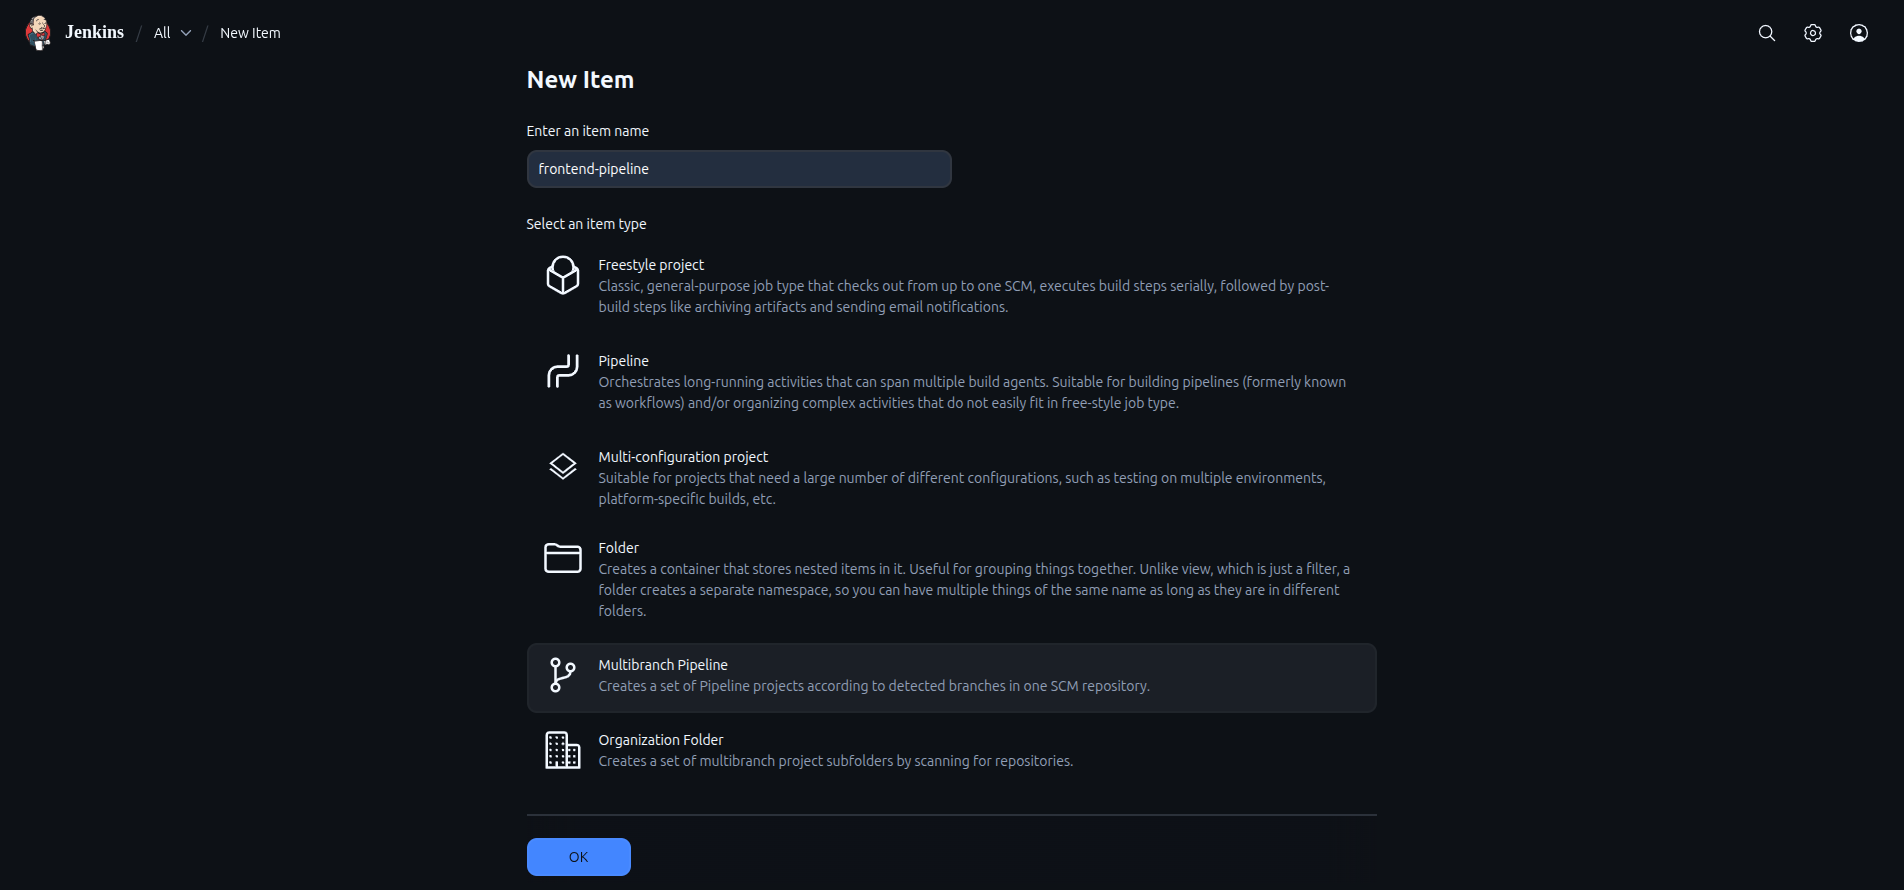 Jenkins / All / New Item
New Item
Enter an item name
frontend-pipeline
Select an item type
Freestyle project
Classic, general-purpose job type that checks out from up to one SCM, executes build steps serially, followed by post-
build steps like archiving artifacts and sending email notifications.
Pipeline
Orchestrates long-running activities that can span multiple build agents. Suitable for building pipelines (formerly known
as workflows) and/or organizing complex activities that do not easily fit in free-style job type.
Multi-configuration project
Suitable for projects that need a large number of different configurations, such as testing on multiple environments,
platform-specific builds, etc.
Folder
Creates a container that stores nested items in it. Useful for grouping things together. Unlike view, which is just a filter, a
folder creates a separate namespace, so you can have multiple things of the same name as long as they are in different
folders.
Multibranch Pipeline
Creates a set of Pipeline projects according to detected branches in one SCM repository.
Organization Folder
Creates a set of multibranch project subfolders by scanning for repositories.
OK